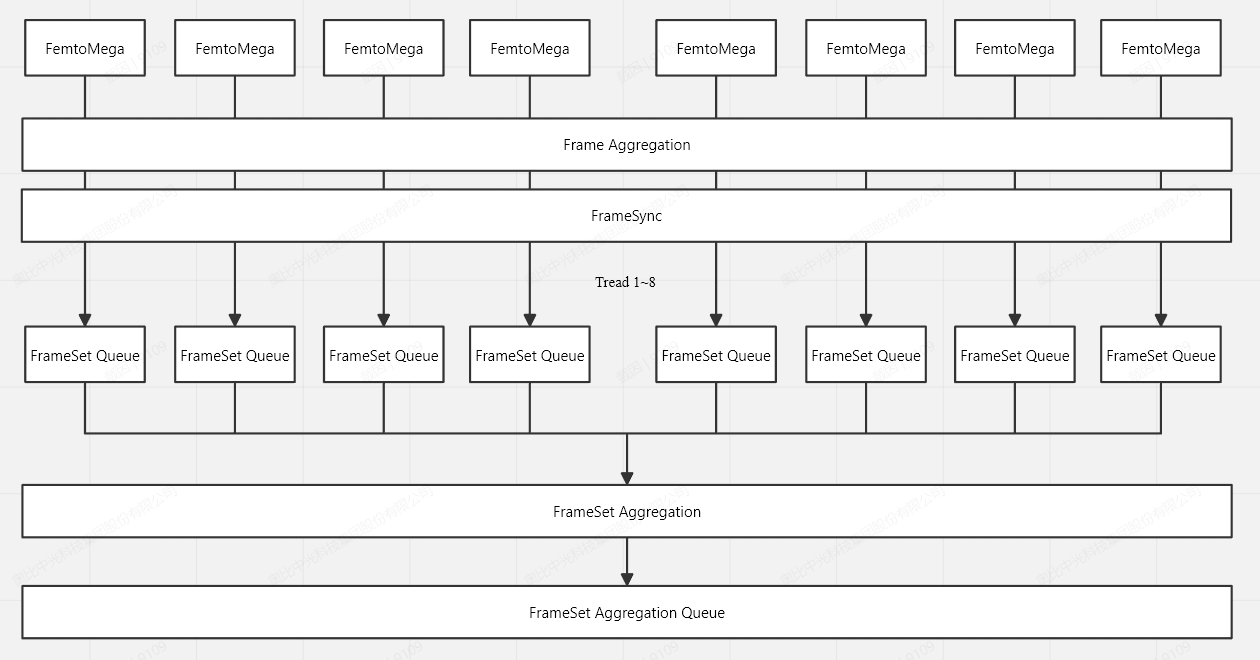 FemtoMega FemtoMega FemtoMega FemtoMega FemtoMega FemtoMega FemtoMega FemtoMega
Frame Aggregation
FrameSync
Tread 1~8
FrameSet Queue FrameSet Queue FrameSet Queue FrameSet Queue FrameSet Queue FrameSet Queue FrameSet Queue FrameSet Queue
FrameSet Aggregation
FrameSet Aggregation Queue